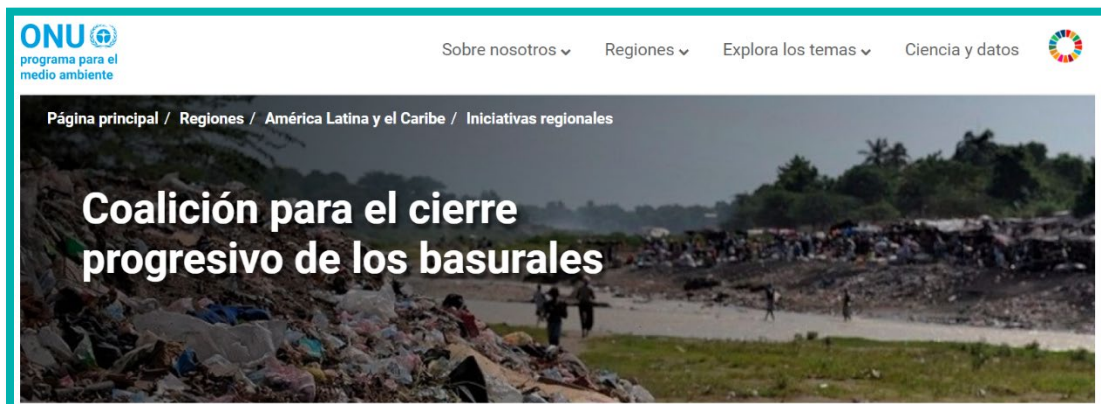 ONU
programa para el
medio ambiente
Sobre nosotros Regiones Explora los temas Ciencia y datos
Página principal / Regiones / América Latina y el Caribe / Iniciativas regionales
Coalición para el cierre
progresivo de los basurales